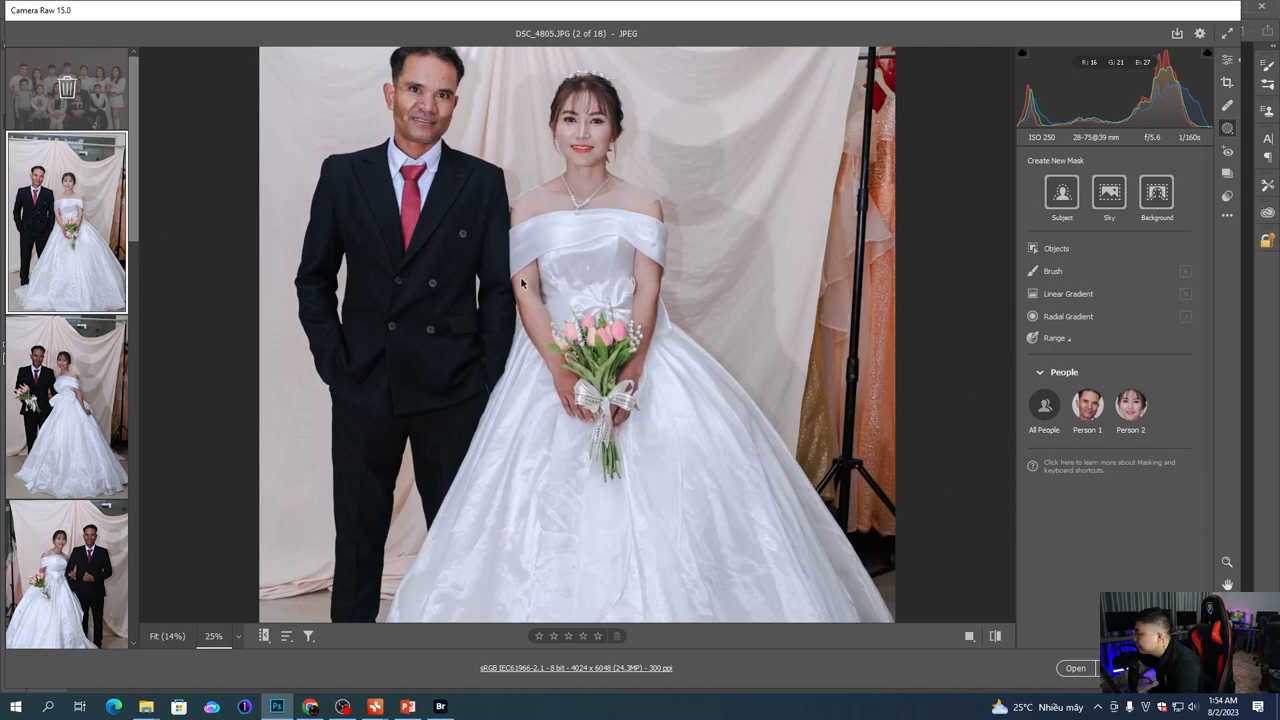 Camera Raw 15.0
DSC_4805.JPG (2 of 18) - JPEG
R: 16 G: 21 B: 27
ISO 250 28-75@39 mm f/5.6 1/160s
Create New Mask
Subject Sky Background
Objects
Brush K
Linear Gradient G
Radial Gradient J
Range
People
All People Person 1 Person 2
Click here to learn more about Masking and
keyboard shortcuts.
Fit (14%) 25%
sRGB IEC61966-2.1 - 8 bit - 4024 x 6048 (24.3MP) - 300 ppi
Open
Ps
Br
25°C Nhiều mây
1:54 AM
8/2/2023